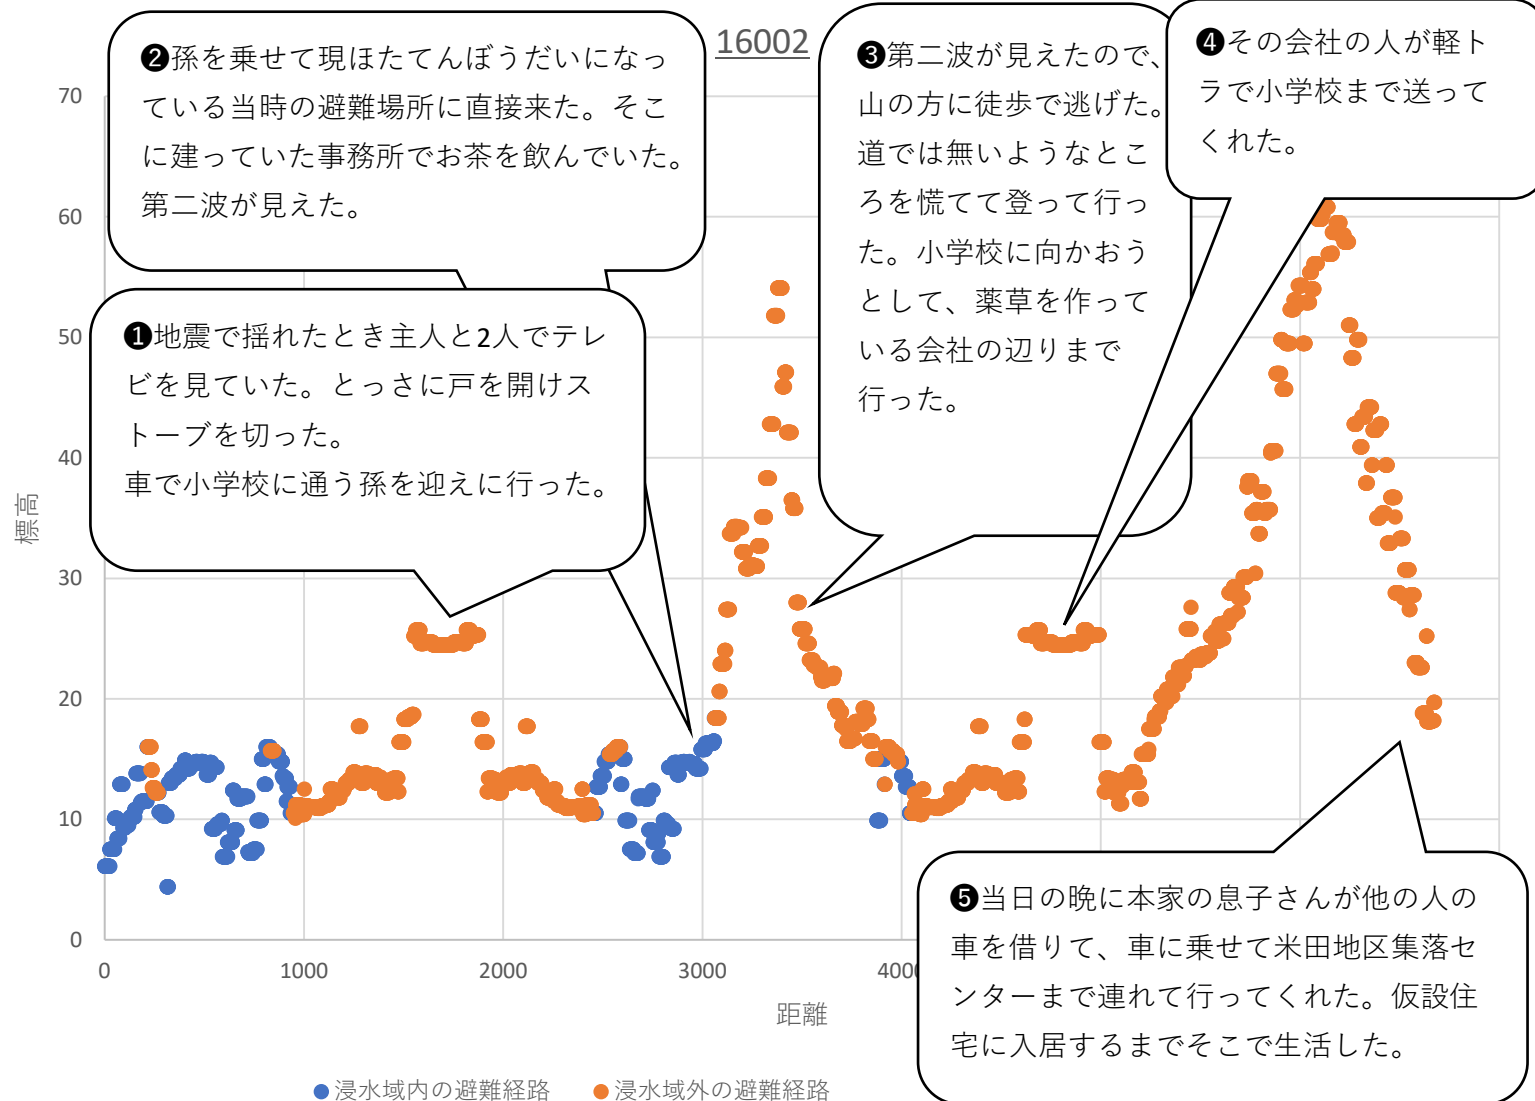 16002
❷孫を乗せて現ほたてんぼうだいになっ
ている当時の避難場所に直接来た。そこ
に建っていた事務所でお茶を飲んでいた。
第二波が見えた。
❸第二波が見えたので、
山の方に徒歩で逃げた。
道では無いようなとこ
ろを慌てて登って行っ
た。小学校に向かおう
として、薬草を作って
いる会社の辺りまで
行った。
❹その会社の人が軽ト
ラで小学校まで送って
くれた。
❶地震で揺れたとき主人と2人でテレ
ビを見ていた。とっさに戸を開けス
トーブを切った。
車で小学校に通う孫を迎えに行った。
❺当日の晩に本家の息子さんが他の人の
車を借りて、車に乗せて米田地区集落セ
ンターまで連れて行ってくれた。仮設住
宅に入居するまでそこで生活した。
標高
70
60
50
40
30
20
10
0
0 1000 2000 3000 4000
距離
浸水域内の避難経路 浸水域外の避難経路